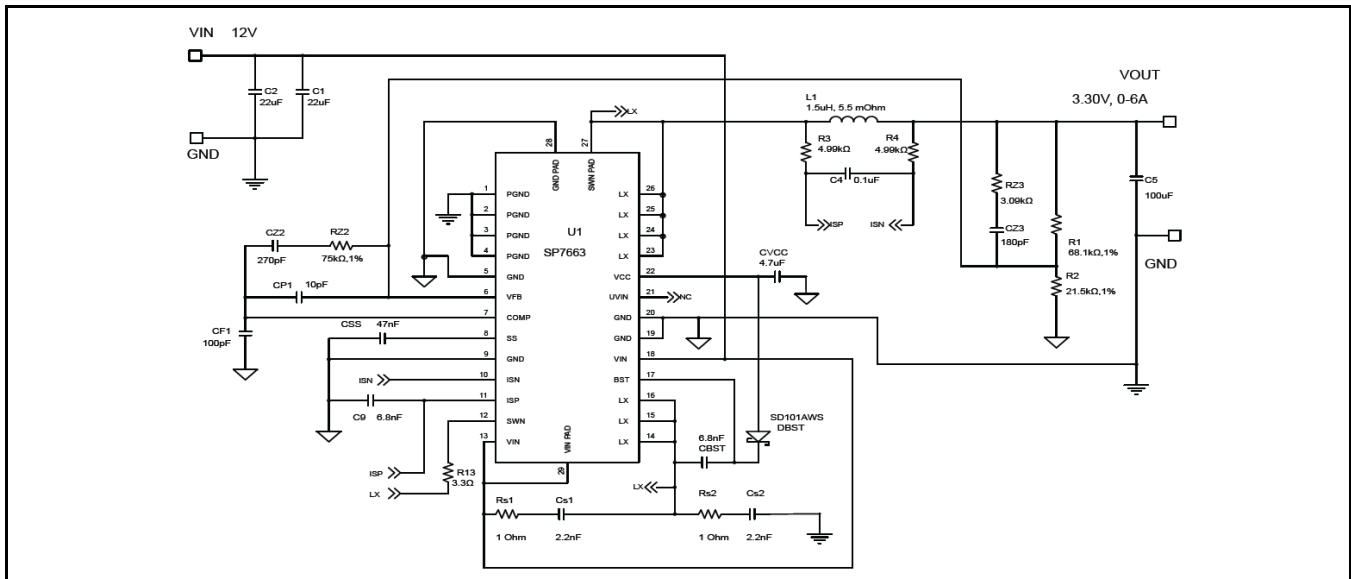 VIN 12V
C2
22uF
C1
22uF
GND
VOUT
3.30V, 0-6A
L1
1.5uH, 5.5 mOhm
LX
R3
4.99kΩ
R4
4.99kΩ
C4
0.1uF
ISP
ISN
RZ3
3.09kΩ
CZ3
180pF
R1
68.1kΩ,1%
R2
21.5kΩ,1%
C5
100uF
GND
28
27
GND PAD
SWN PAD
U1
SP7663
1 PGND
2 PGND
3 PGND
4 PGND
5 GND
6 VFB
7 COMP
8 SS
9 GND
10 ISN
11 ISP
12 SWN
13 VIN
LX 26
LX 25
LX 24
LX 23
VCC 22
UVIN 21
GND 20
GND 19
VIN 18
BST 17
LX 16
LX 15
LX 14
VIN PAD
29
CZ2
270pF
RZ2
75kΩ,1%
CP1
10pF
CF1
100pF
CSS
47nF
ISN
C9
6.8nF
ISP
LX
R13
3.3Ω
CVCC
4.7uF
NC
SD101AWS
DBST
6.8nF
CBST
LX
Rs1
1 Ohm
Cs1
2.2nF
Rs2
1 Ohm
Cs2
2.2nF